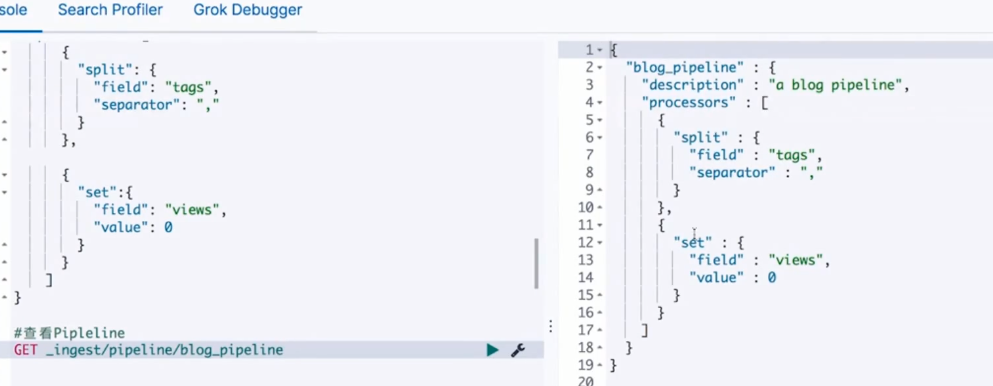 sole Search Profiler Grok Debugger
{
"split": {
"field": "tags",
"separator": ","
}
},
{
"set":{
"field": "views",
"value": 0
}
}
]
}
#查看Pipleline
GET _ingest/pipeline/blog_pipeline
1 {
2 "blog_pipeline" : {
3 "description" : "a blog pipeline",
4 "processors" : [
5 {
6 "split" : {
7 "field" : "tags",
8 "separator" : ","
9 }
10 },
11 {
12 "set" : {
13 "field" : "views",
14 "value" : 0
15 }
16 }
17 ]
18 }
19 }
20